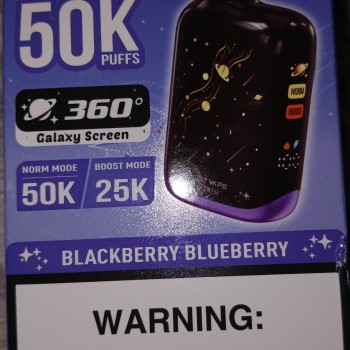 50K
PUFFS
360°
Galaxy Screen
NORM MODE
50K
BOOST MODE
25K
NORM
BOOST
BLACKBERRY BLUEBERRY
WARNING: